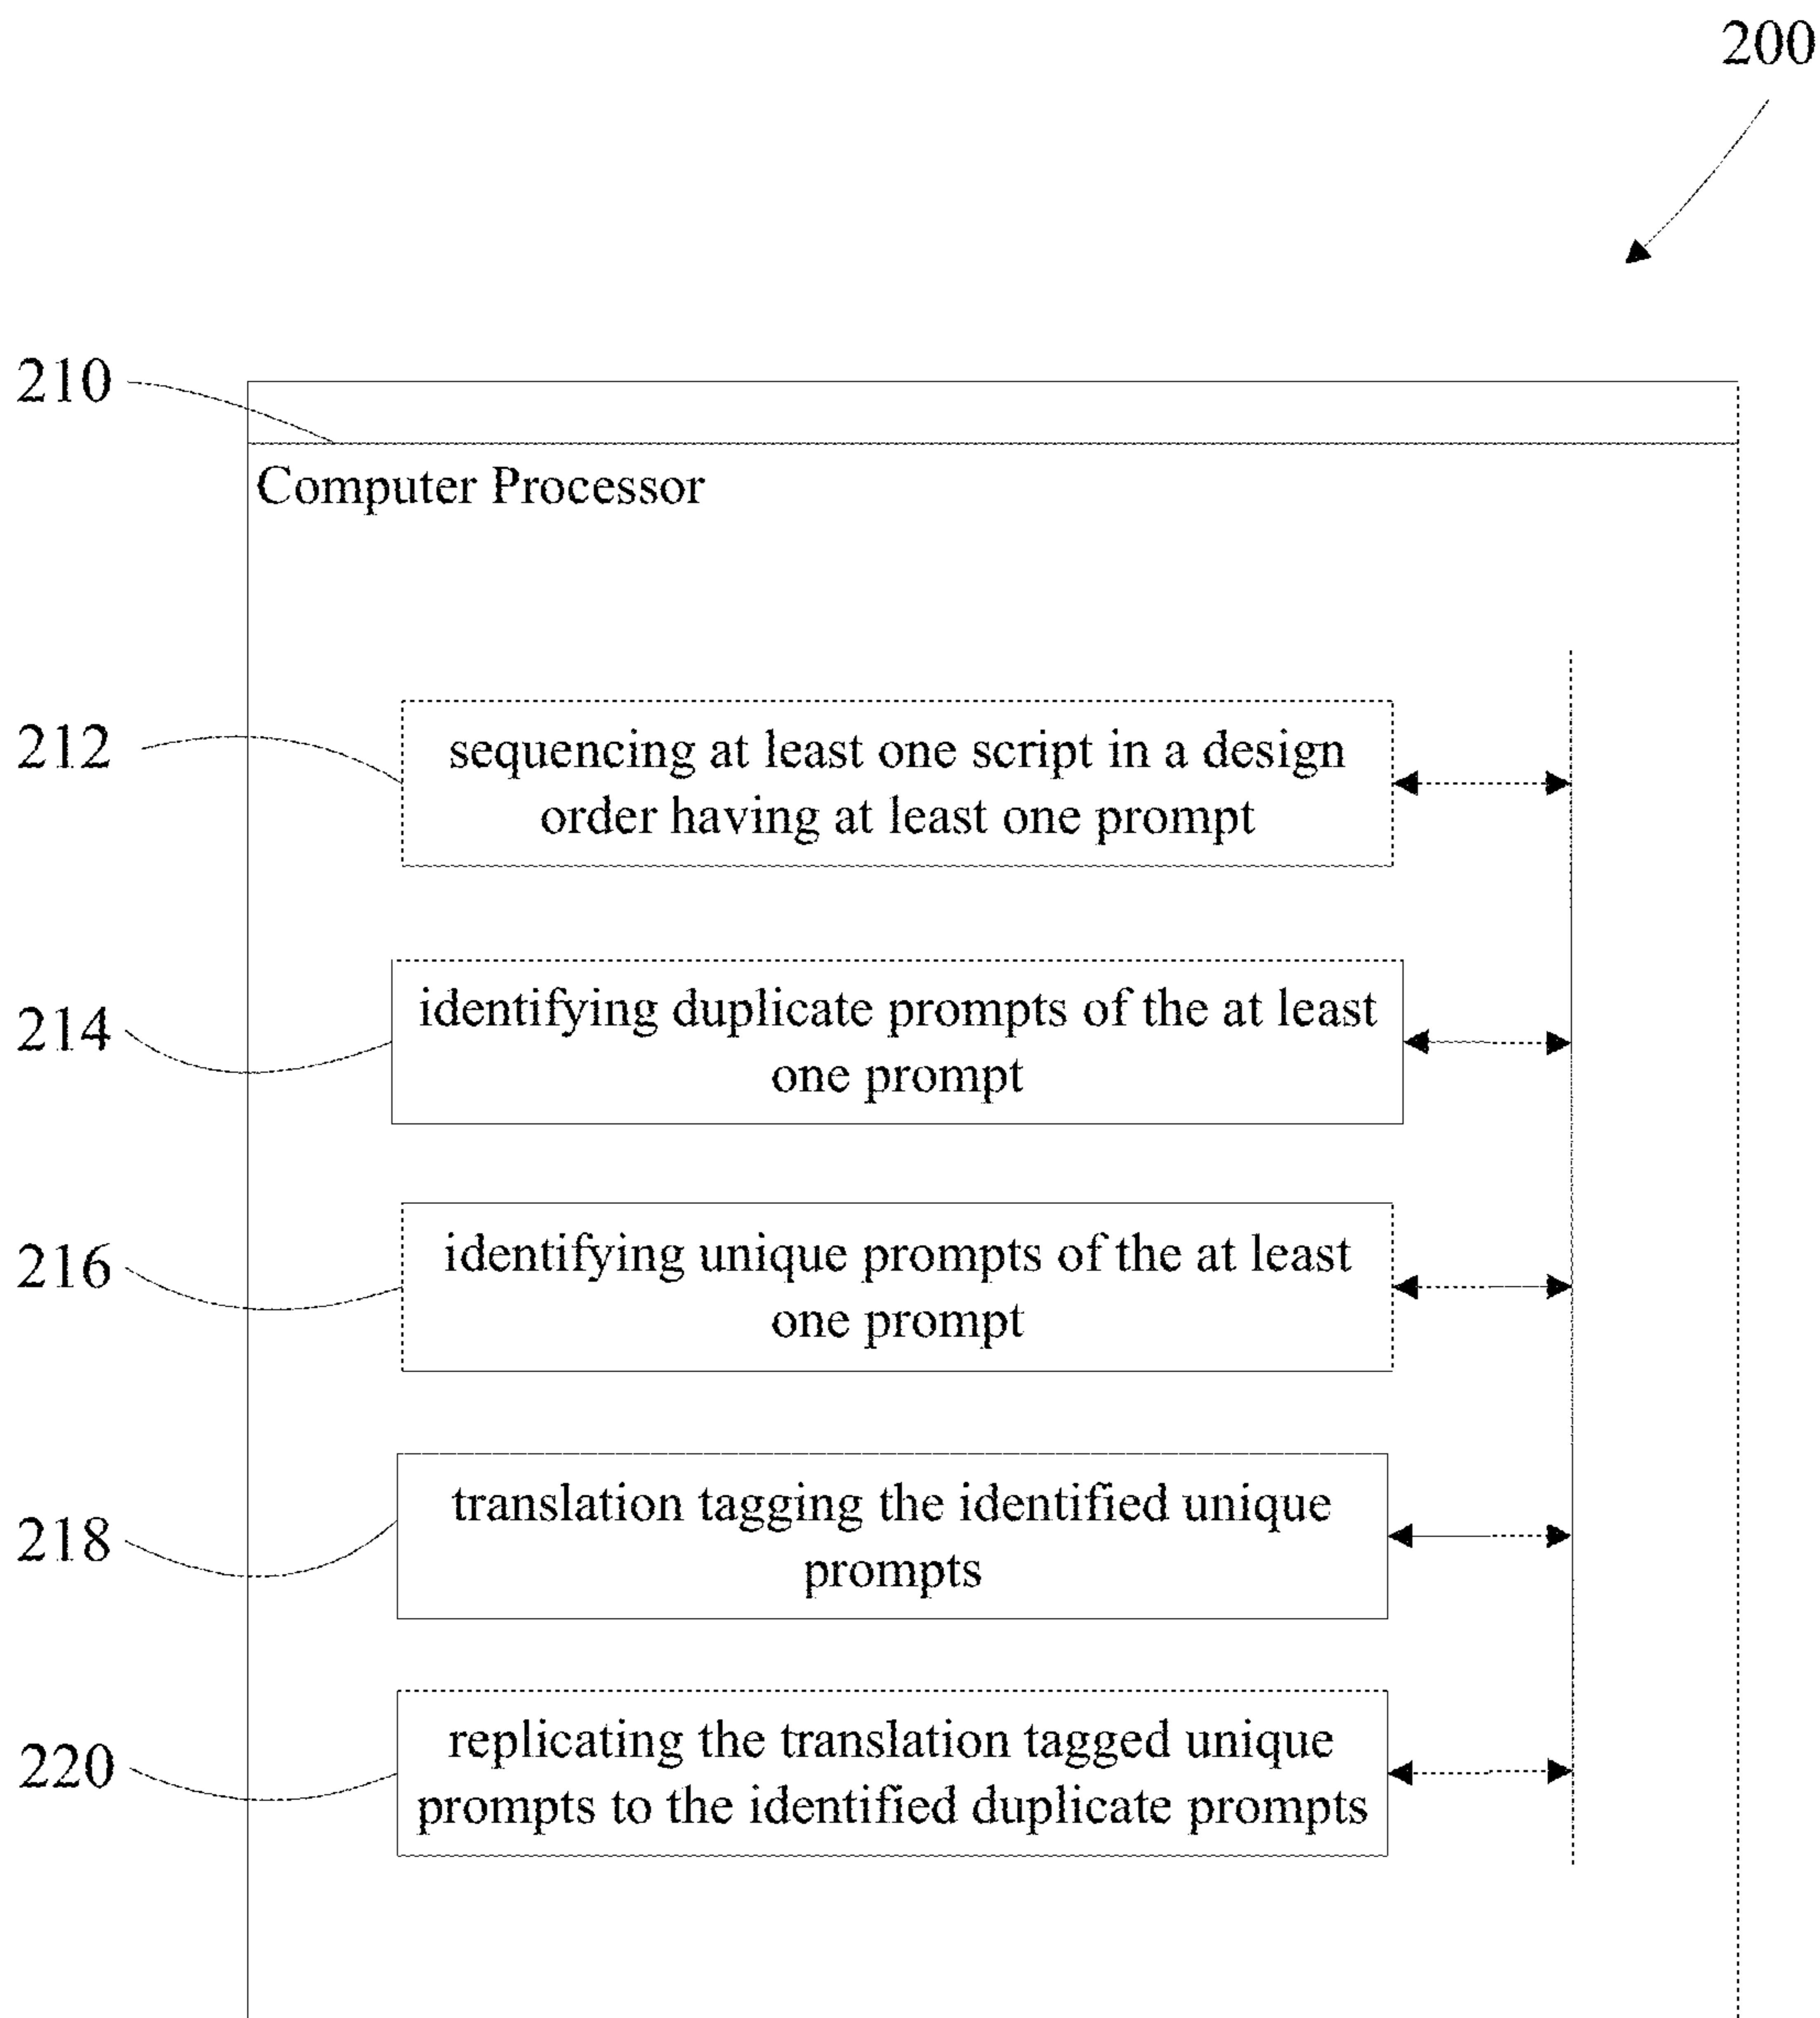 200
210
Computer Processor
212
sequencing at least one script in a design
order having at least one prompt
214
identifying duplicate prompts of the at least
one prompt
216
identifying unique prompts of the at least
one prompt
218
translation tagging the identified unique
prompts
220
replicating the translation tagged unique
prompts to the identified duplicate prompts